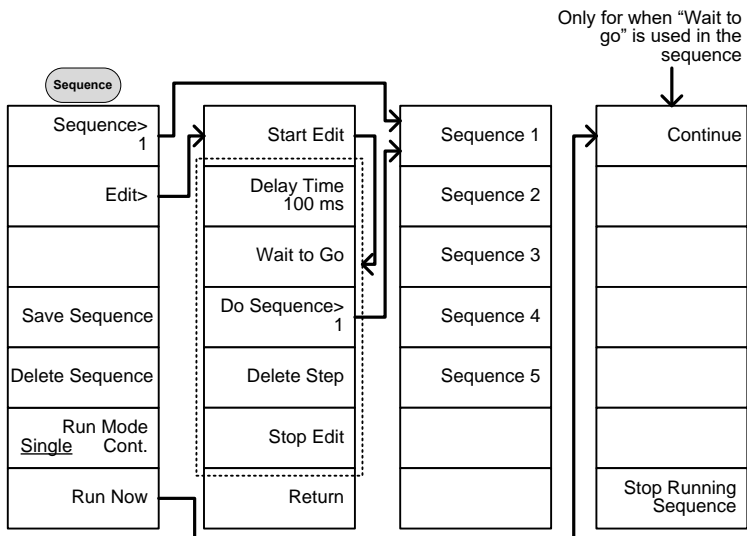 Only for when “Wait to
go” is used in the
sequence
Sequence
Sequence>
1
Edit>
Save Sequence
Delete Sequence
Run Mode
Single Cont.
Run Now
Start Edit
Delay Time
100 ms
Wait to Go
Do Sequence>
1
Delete Step
Stop Edit
Return
Sequence 1
Sequence 2
Sequence 3
Sequence 4
Sequence 5
Continue
Stop Running
Sequence